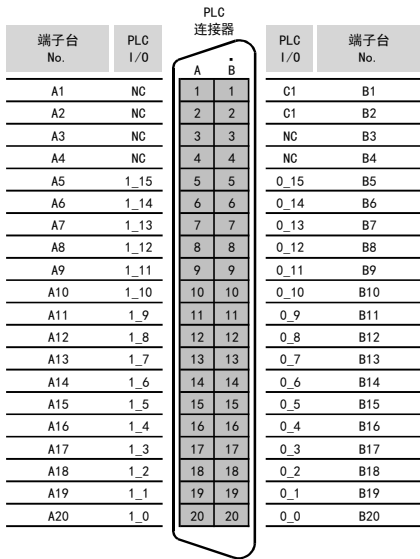 PLC
连接器
端子台 No. PLC I/O A B PLC I/O 端子台 No.
A1 NC 1 1 C1 B1
A2 NC 2 2 C1 B2
A3 NC 3 3 NC B3
A4 NC 4 4 NC B4
A5 1_15 5 5 0_15 B5
A6 1_14 6 6 0_14 B6
A7 1_13 7 7 0_13 B7
A8 1_12 8 8 0_12 B8
A9 1_11 9 9 0_11 B9
A10 1_10 10 10 0_10 B10
A11 1_9 11 11 0_9 B11
A12 1_8 12 12 0_8 B12
A13 1_7 13 13 0_7 B13
A14 1_6 14 14 0_6 B14
A15 1_5 15 15 0_5 B15
A16 1_4 16 16 0_4 B16
A17 1_3 17 17 0_3 B17
A18 1_2 18 18 0_2 B18
A19 1_1 19 19 0_1 B19
A20 1_0 20 20 0_0 B20